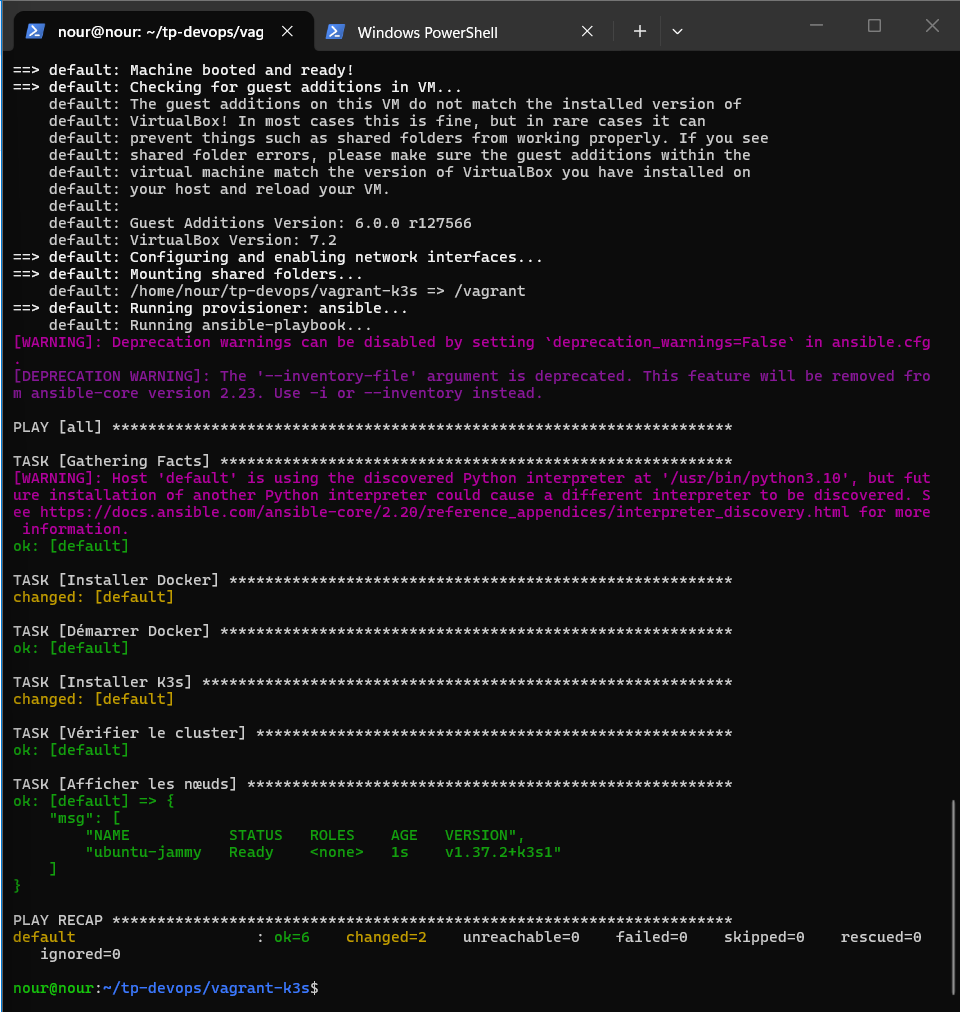 nour@nour: ~/tp-devops/vag
Windows PowerShell
==> default: Machine booted and ready!
==> default: Checking for guest additions in VM...
    default: The guest additions on this VM do not match the installed version of
    default: VirtualBox! In most cases this is fine, but in rare cases it can
    default: prevent things such as shared folders from working properly. If you see
    default: shared folder errors, please make sure the guest additions within the
    default: virtual machine match the version of VirtualBox you have installed on
    default: your host and reload your VM.
    default:
    default: Guest Additions Version: 6.0.0 r127566
    default: VirtualBox Version: 7.2
==> default: Configuring and enabling network interfaces...
==> default: Mounting shared folders...
    default: /home/nour/tp-devops/vagrant-k3s => /vagrant
==> default: Running provisioner: ansible...
    default: Running ansible-playbook...
[WARNING]: Deprecation warnings can be disabled by setting `deprecation_warnings=False` in ansible.cfg
.
[DEPRECATION WARNING]: The '--inventory-file' argument is deprecated. This feature will be removed fro
m ansible-core version 2.23. Use -i or --inventory instead.
PLAY [all] *********************************************************************
TASK [Gathering Facts] *********************************************************
[WARNING]: Host 'default' is using the discovered Python interpreter at '/usr/bin/python3.10', but fut
ure installation of another Python interpreter could cause a different interpreter to be discovered. S
ee https://docs.ansible.com/ansible-core/2.20/reference_appendices/interpreter_discovery.html for more
 information.
ok: [default]
TASK [Installer Docker] ********************************************************
changed: [default]
TASK [Démarrer Docker] *********************************************************
ok: [default]
TASK [Installer K3s] ***********************************************************
changed: [default]
TASK [Vérifier le cluster] *****************************************************
ok: [default]
TASK [Afficher les nœuds] ******************************************************
ok: [default] => {
    "msg": [
        "NAME           STATUS   ROLES    AGE   VERSION",
        "ubuntu-jammy   Ready    <none>   1s    v1.37.2+k3s1"
    ]
}
PLAY RECAP *********************************************************************
default                    : ok=6    changed=2    unreachable=0    failed=0    skipped=0    rescued=0
   ignored=0
nour@nour:~/tp-devops/vagrant-k3s$